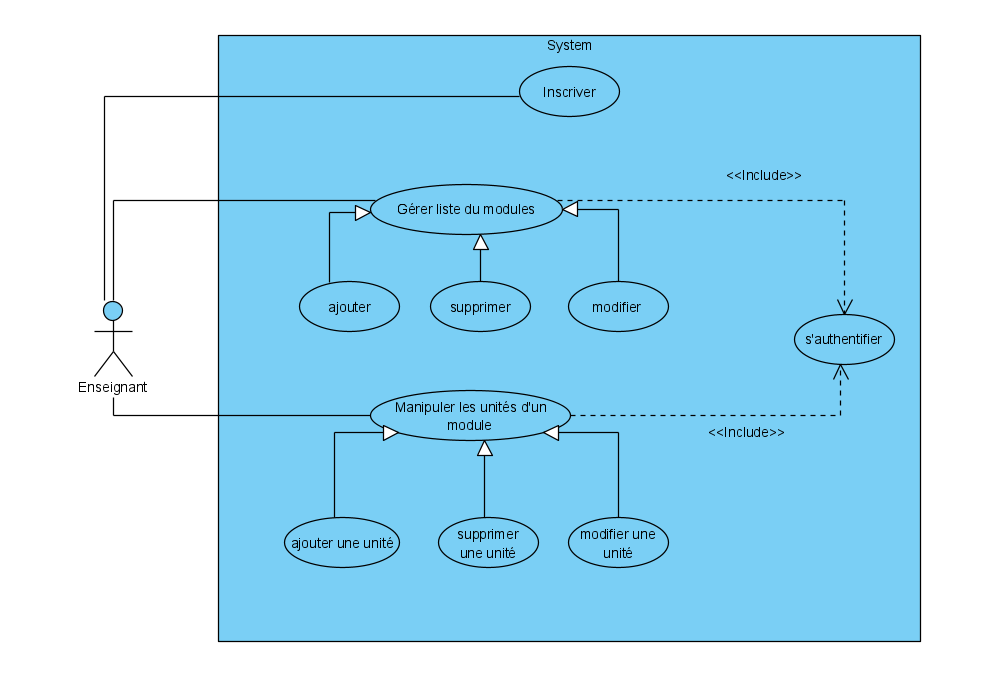 System
Inscriver
<<Include>>
Gérer liste du modules
ajouter
supprimer
modifier
s'authentifier
Enseignant
Manipuler les unités d'un
module
<<Include>>
ajouter une unité
supprimer
une unité
modifier une
unité